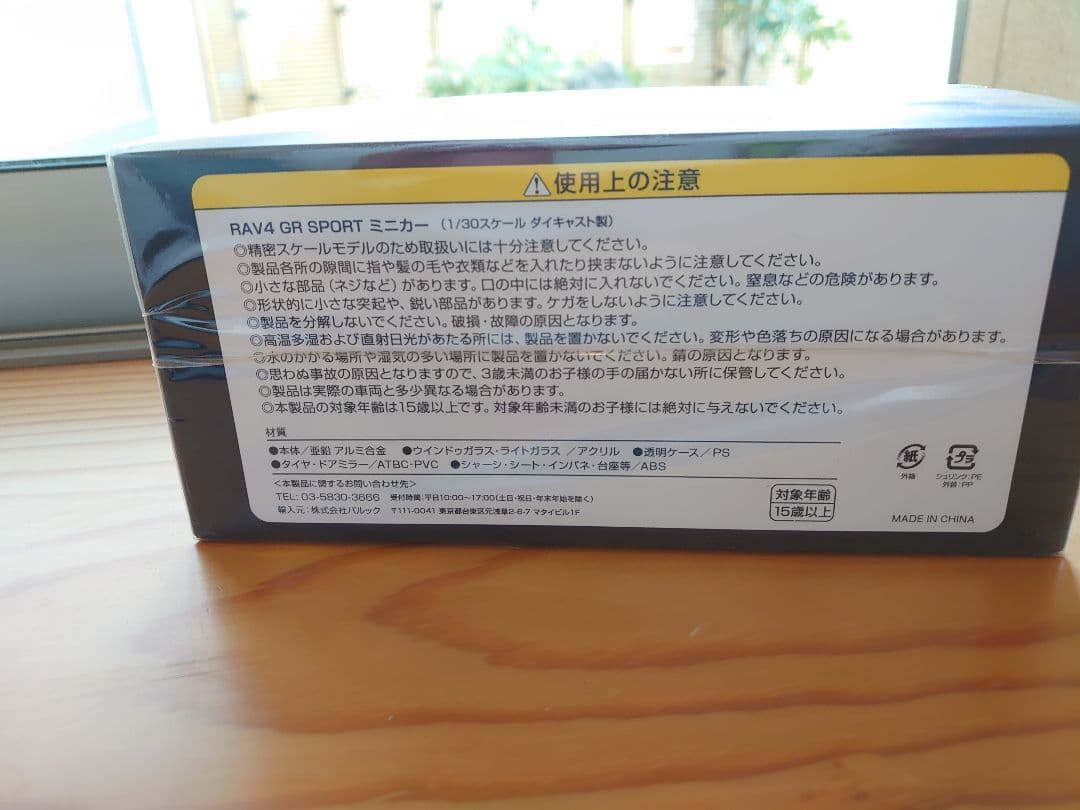 ⚠使用上の注意
RAV4 GR SPORT ミニカー (1/30スケール ダイキャスト製)
◎精密スケールモデルのため取扱いには十分注意してください。
◎製品各所の隙間に指や髪の毛や衣類などを入れたり挟まないように注意してください。
◎小さな部品(ネジなど)があります。口の中には絶対に入れないでください。窒息などの危険があります。
◎形状的に小さな突起や、鋭い部品があります。ケガをしないように注意してください。
◎製品を分解しないでください。破損・故障の原因となります。
◎高温多湿および直射日光があたる所には、製品を置かないでください。変形や色落ちの原因になる場合があります。
◎水のかかる場所や湿気の多い場所に製品を置かないでください。錆の原因となります。
◎思わぬ事故の原因となりますので、3歳未満のお子様の手の届かない所に保管してください。
◎製品は実際の車両と多少異なる場合があります。
◎本製品の対象年齢は15歳以上です。対象年齢未満のお子様には絶対に与えないでください。
材質
●本体/亜鉛 アルミ合金 ●ウインドゥガラス・ライトガラス /アクリル ●透明ケース/PS
●タイヤ・ドアミラー/ATBC-PVC ●シャーシ・シート・インパネ・台座等/ABS
<本製品に関するお問い合わせ先>
TEL: 03-5830-3666 受付時間:平日10:00~17:00(土日・祝日・年末年始を除く)
輸入元:株式会社バルック 〒111-0041 東京都台東区元浅草2-6-7 マタイビル1F
対象年齢
15歳以上
紙
外箱
プラ
シュリンク:PE
外装:PP
MADE IN CHINA